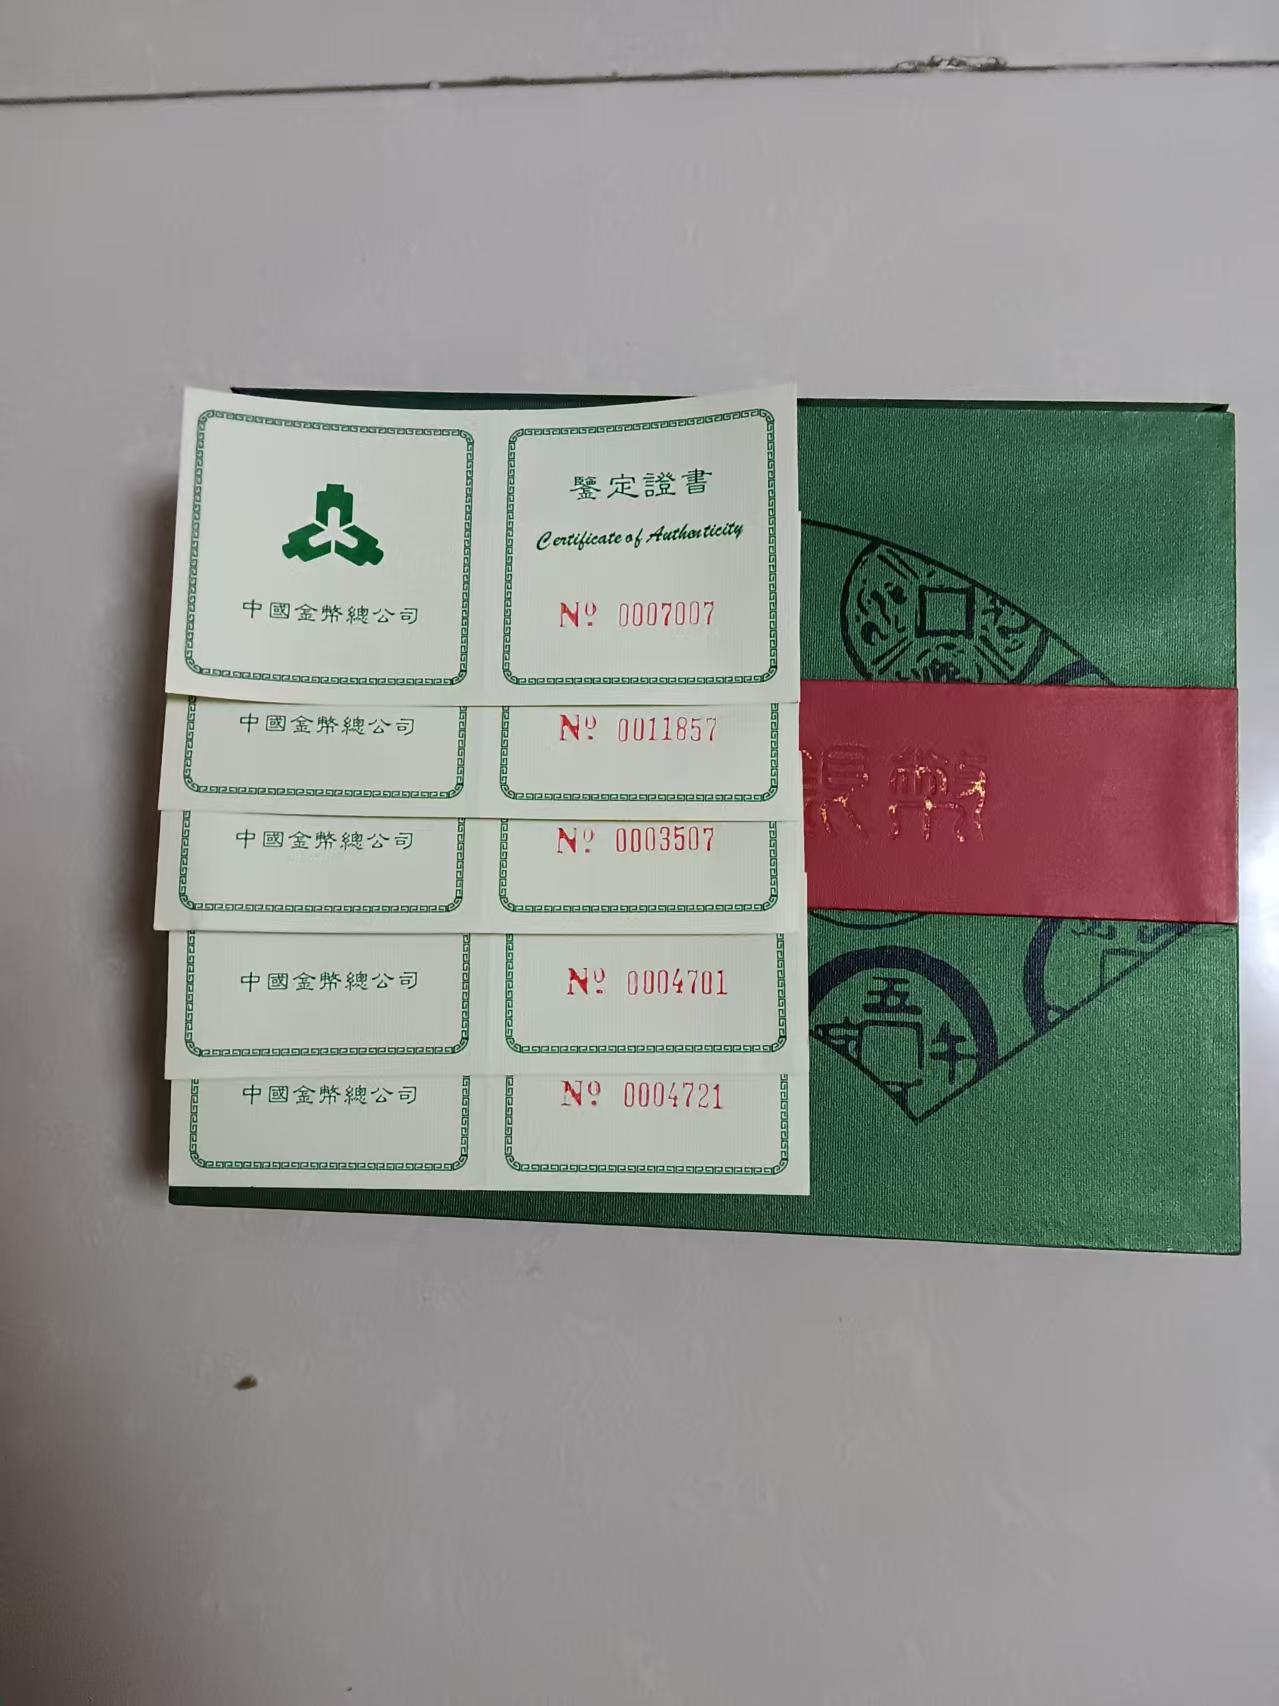 中國金幣總公司
鑒定證書
Certificate of Authenticity
Nº 0007007
中國金幣總公司
Nº 0011857
中國金幣總公司
Nº 0003507
中國金幣總公司
Nº 0004701
中國金幣總公司
Nº 0004721
五